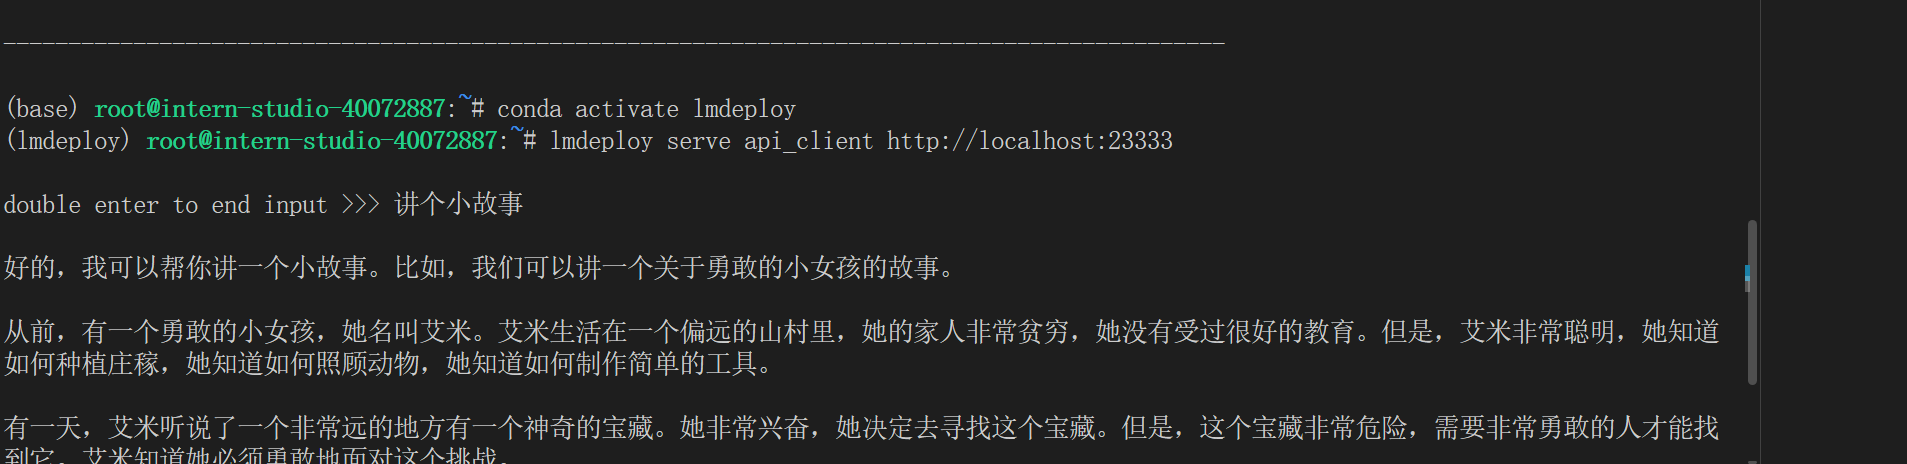 (base) root@intern-studio-40072887:~# conda activate lmdeploy
(lmdeploy) root@intern-studio-40072887:~# lmdeploy serve api_client http://localhost:23333
double enter to end input >>> 讲个小故事
好的，我可以帮你讲一个小故事。比如，我们可以讲一个关于勇敢的小女孩的故事。
从前，有一个勇敢的小女孩，她名叫艾米。艾米生活在一个偏远的山村里，她的家人非常贫穷，她没有受过很好的教育。但是，艾米非常聪明，她知道
如何种植庄稼，她知道如何照顾动物，她知道如何制作简单的工具。
有一天，艾米听说了一个非常远的地方有一个神奇的宝藏。她非常兴奋，她决定去寻找这个宝藏。但是，这个宝藏非常危险，需要非常勇敢的人才能找
到它。艾米知道她必须勇敢地面对这个挑战。